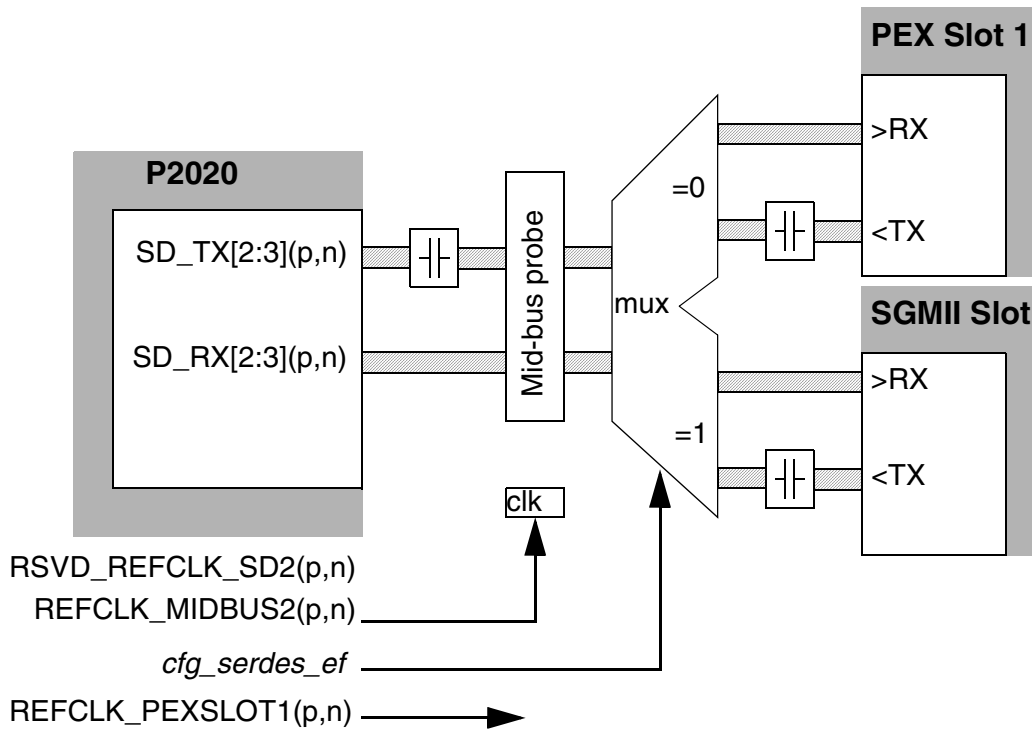 PEX Slot 1
>RX
=0
<TX
P2020
SD_TX[2:3](p,n)
Mid-bus probe
mux
SGMII Slot
SD_RX[2:3](p,n)
>RX
=1
<TX
clk
RSVD_REFCLK_SD2(p,n)
REFCLK_MIDBUS2(p,n)
cfg_serdes_ef
REFCLK_PEXSLOT1(p,n)